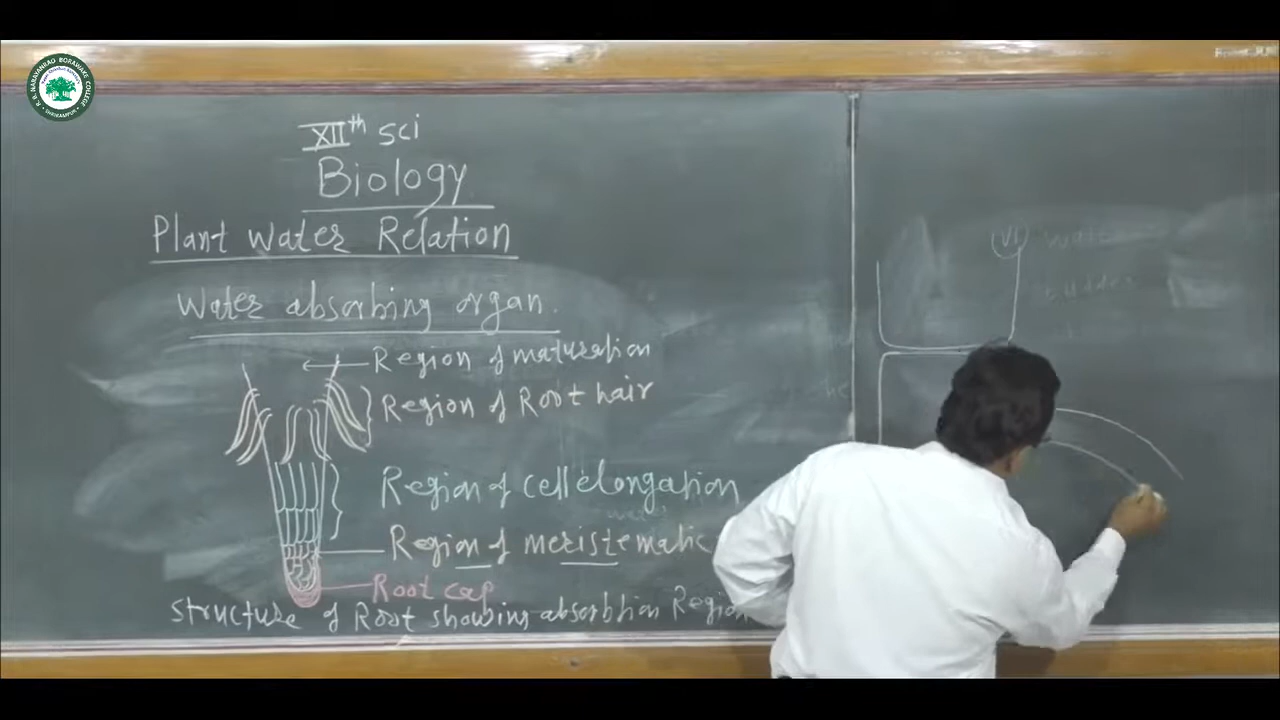 XIIth Sci
Biology
Plant water Relation
Water absorbing organ.
Region of maturation
Region of Root hair
Region of cell elongation
Region of meristematic
Root cap
Structure of Root showing absorbtion Region
(VI)